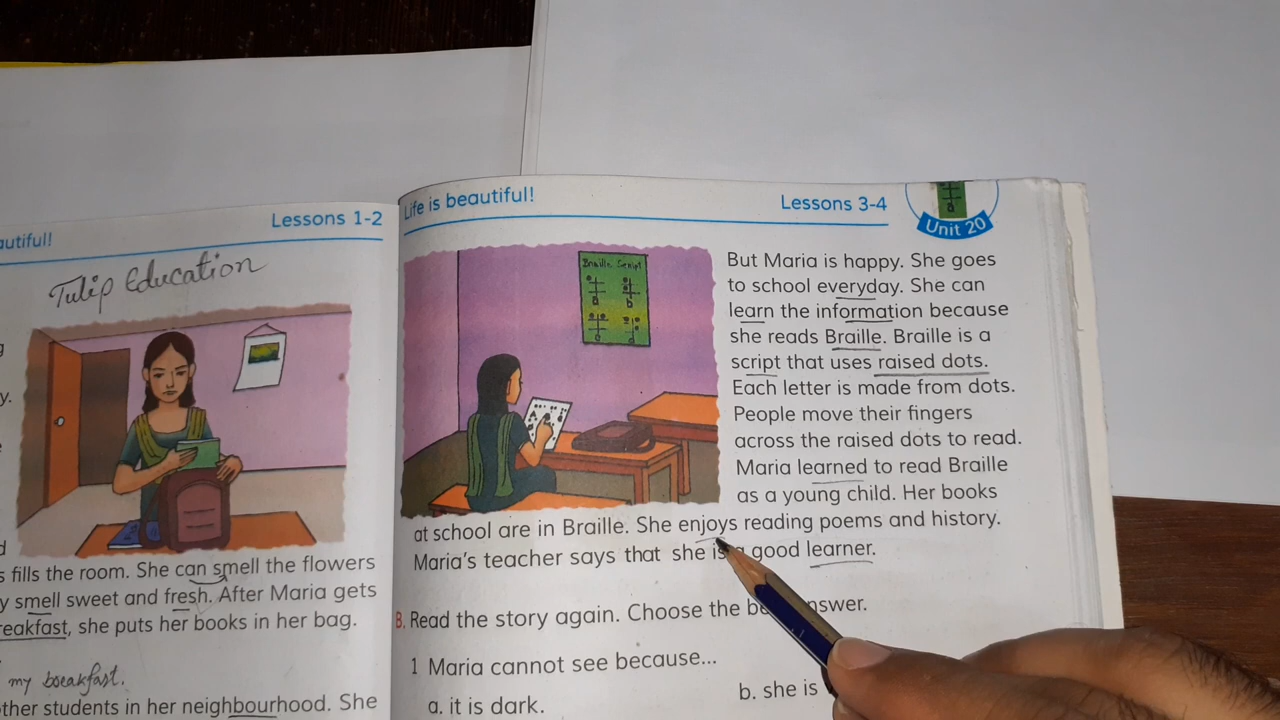 autiful!
Lessons 1-2
Tulip Education
y.
s fills the room. She can smell the flowers
y smell sweet and fresh. After Maria gets
reakfast, she puts her books in her bag.
my breakfast.
ther students in her neighbourhood. She
Life is beautiful!
Lessons 3-4
Unit 20
Braille Script
a b
d
But Maria is happy. She goes
to school everyday. She can
learn the information because
she reads Braille. Braille is a
script that uses raised dots.
Each letter is made from dots.
People move their fingers
across the raised dots to read.
Maria learned to read Braille
as a young child. Her books
at school are in Braille. She enjoys reading poems and history.
Maria's teacher says that she is a good learner.
B. Read the story again. Choose the be nswer.
1 Maria cannot see because...
a. it is dark.
b. she is